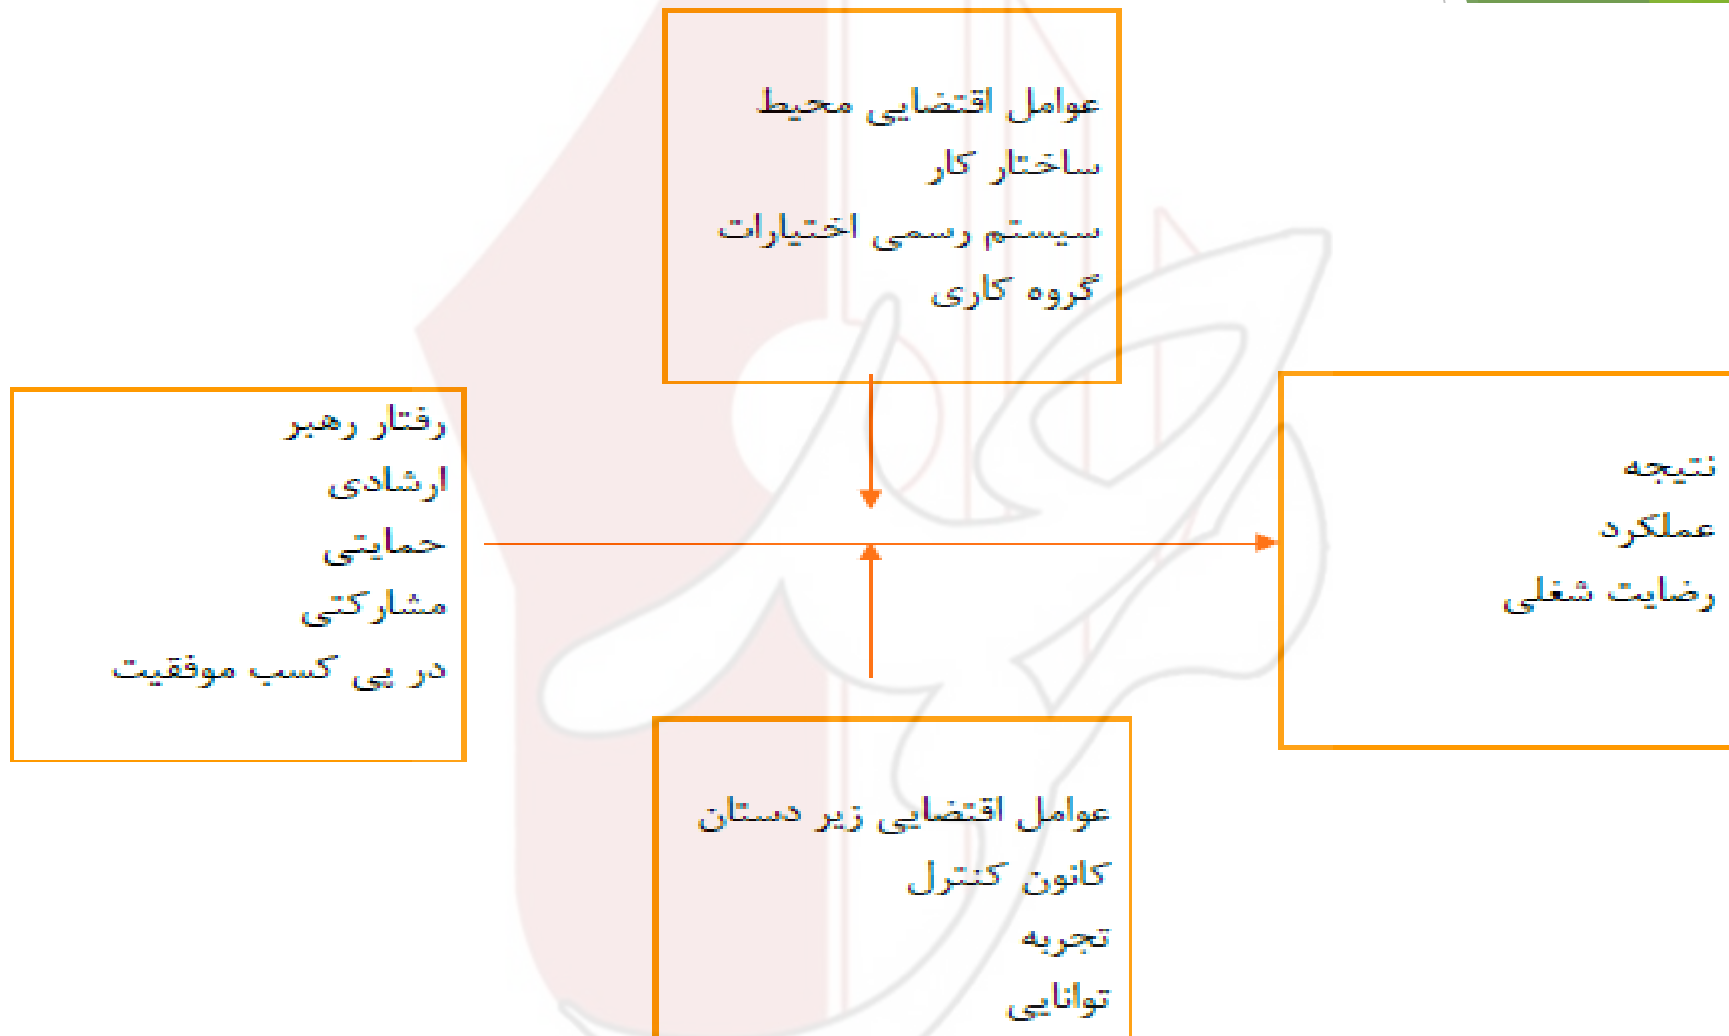 عوامل اقتضایی محیط
ساختار کار
سیستم رسمی اختیارات
گروه کاری
رفتار رهبر
ارشادی
حمایتی
مشارکتی
در پی کسب موفقیت
نتیجه
عملکرد
رضایت شغلی
عوامل اقتضایی زیر دستان
کانون کنترل
تجربه
توانایی